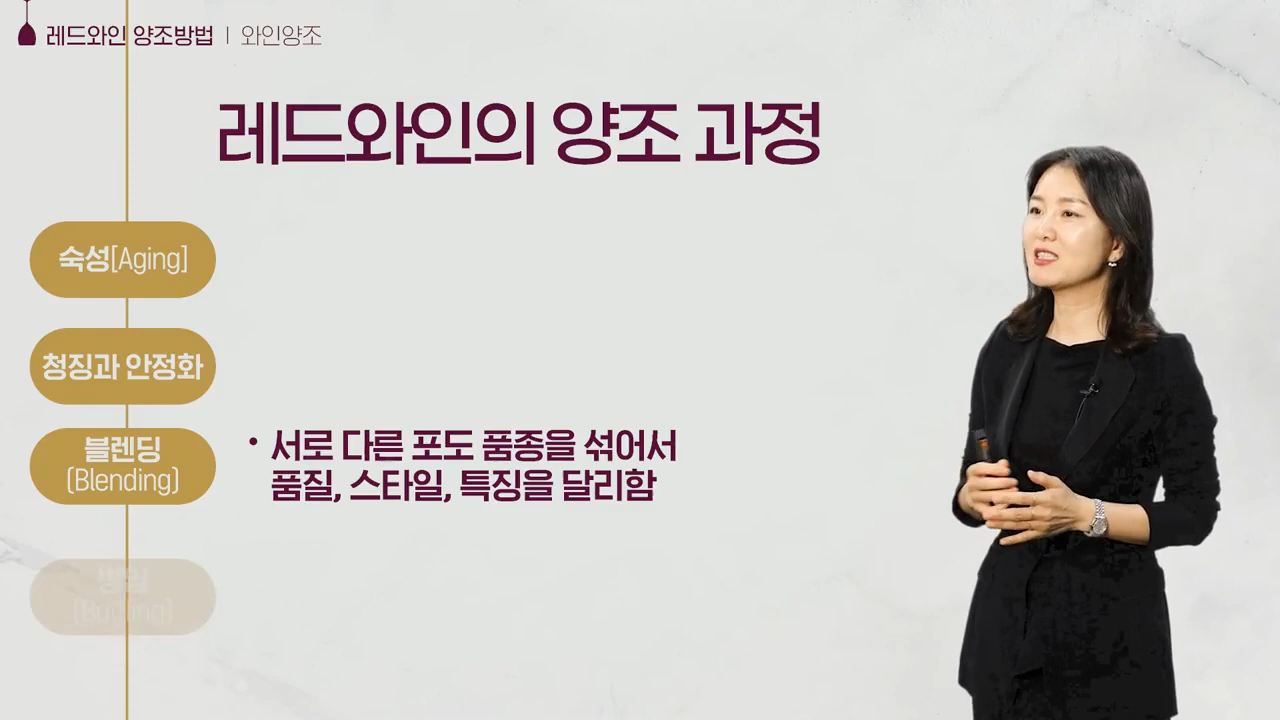 레드와인 양조방법 | 와인양조
레드와인의 양조 과정
숙성[Aging]
청징과 안정화
블렌딩
(Blending)
• 서로 다른 포도 품종을 섞어서
품질, 스타일, 특징을 달리함